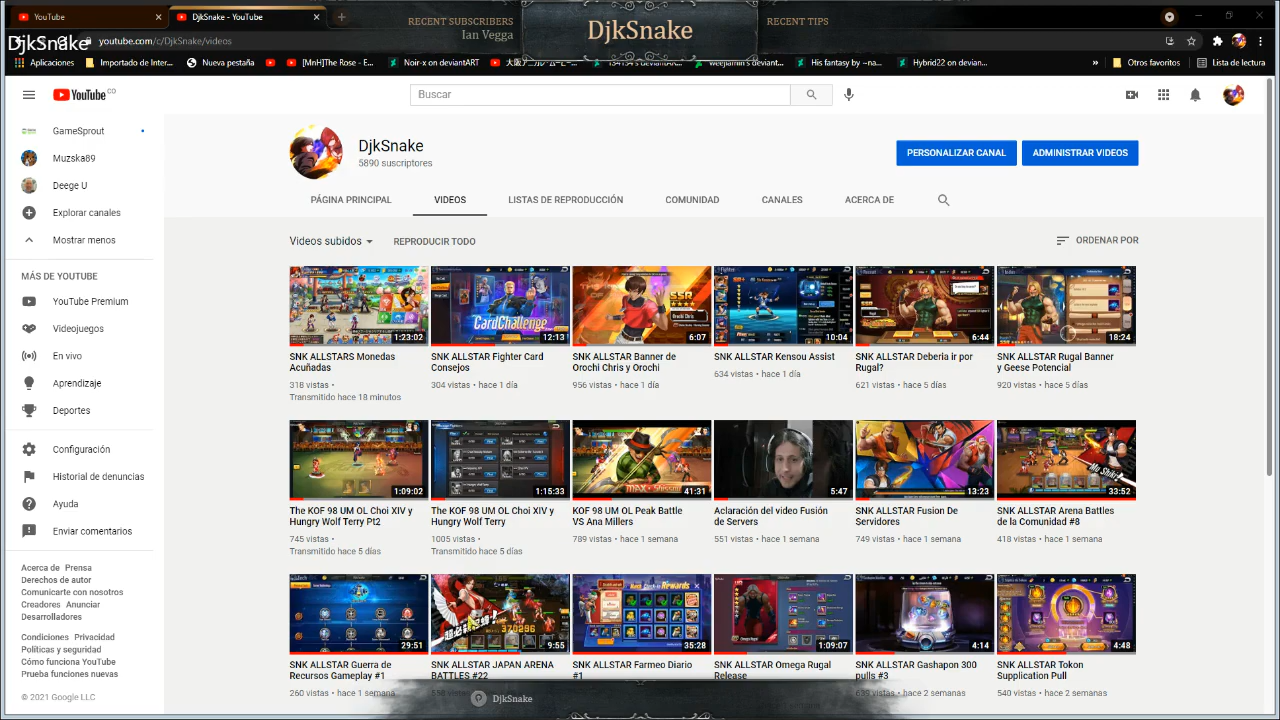 YouTube
DjkSnake - YouTube
RECENT SUBSCRIBERS
Ian Vegga
DjkSnake
RECENT TIPS
DjkSnake
youtube.com/c/DjkSnake/videos
Aplicaciones
Importado de Inter...
Nueva pestaña
[MnH]The Rose - E...
Noir-x on deviantART
134134's deviantAR...
Weejamin's deviant...
His fantasy by ~na...
Hybrid22 on devian...
Otros favoritos
Lista de lectura
YouTube CO
Buscar
GameSprout
Muzska89
Deege U
Explorar canales
Mostrar menos
MÁS DE YOUTUBE
YouTube Premium
Videojuegos
En vivo
Aprendizaje
Deportes
Configuración
Historial de denuncias
Ayuda
Enviar comentarios
Acerca de Prensa
Derechos de autor
Comunicarte con nosotros
Creadores Anunciar
Desarrolladores
Condiciones Privacidad
Políticas y seguridad
Cómo funciona YouTube
Prueba funciones nuevas
© 2021 Google LLC
DjkSnake
5890 suscriptores
PERSONALIZAR CANAL
ADMINISTRAR VIDEOS
PÁGINA PRINCIPAL
VIDEOS
LISTAS DE REPRODUCCIÓN
COMUNIDAD
CANALES
ACERCA DE
Videos subidos
REPRODUCIR TODO
ORDENAR POR
1:23:02
SNK ALLSTARS Monedas
Acuñadas
318 vistas •
Transmitido hace 18 minutos
CardChallenge
12:13
SNK ALLSTAR Fighter Card
Consejos
304 vistas • hace 1 día
SSR
Orochi Chris
6:07
SNK ALLSTAR Banner de
Orochi Chris y Orochi
956 vistas • hace 1 día
10:04
SNK ALLSTAR Kensou Assist
634 vistas • hace 1 día
6:44
SNK ALLSTAR Deberia ir por
Rugal?
621 vistas • hace 5 días
18:24
SNK ALLSTAR Rugal Banner
y Geese Potencial
920 vistas • hace 5 días
1:09:02
The KOF 98 UM OL Choi XIV y
Hungry Wolf Terry Pt2
745 vistas •
Transmitido hace 5 días
1:15:33
The KOF 98 UM OL Choi XIV y
Hungry Wolf Terry
1005 vistas •
Transmitido hace 5 días
41:31
KOF 98 UM OL Peak Battle
VS Ana Millers
789 vistas • hace 1 semana
5:47
Aclaración del video Fusión
de Servers
551 vistas • hace 1 semana
13:23
SNK ALLSTAR Fusion De
Servidores
749 vistas • hace 1 semana
33:52
SNK ALLSTAR Arena Battles
de la Comunidad #8
418 vistas • hace 1 semana
29:51
SNK ALLSTAR Guerra de
Recursos Gameplay #1
260 vistas • hace 1 semana
370296
9:55
SNK ALLSTAR JAPAN ARENA
BATTLES #22
Rewards
35:28
SNK ALLSTAR Farmeo Diario
#1
1:09:07
SNK ALLSTAR Omega Rugal
Release
4:14
SNK ALLSTAR Gashapon 300
pulls #3
639 vistas • hace 2 semanas
4:48
SNK ALLSTAR Tokon
Supplication Pull
540 vistas • hace 2 semanas
DjkSnake